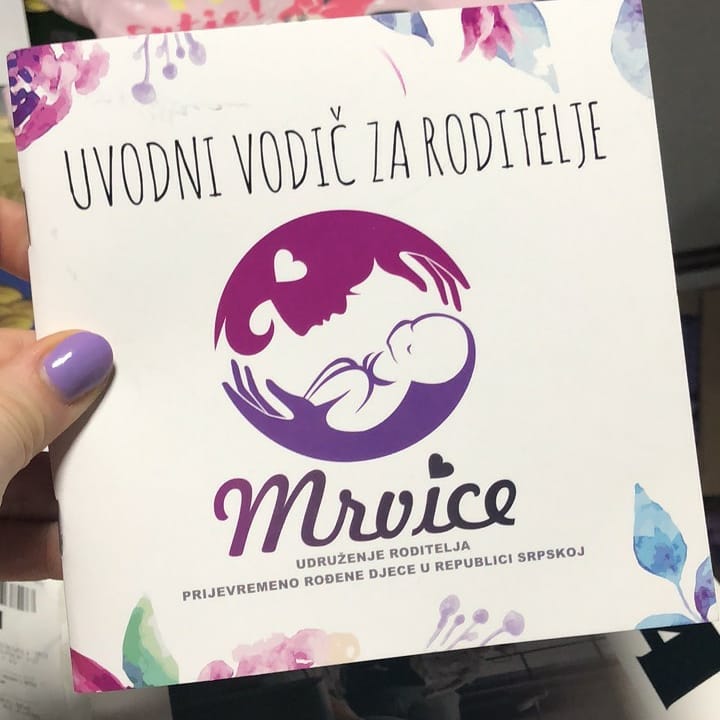 UVODNI VODIČ ZA RODITELJE
Mrvice
UDRUŽENJE RODITELJA
PRIJEVREMENO ROĐENE DJECE U REPUBLICI SRPSKOJ